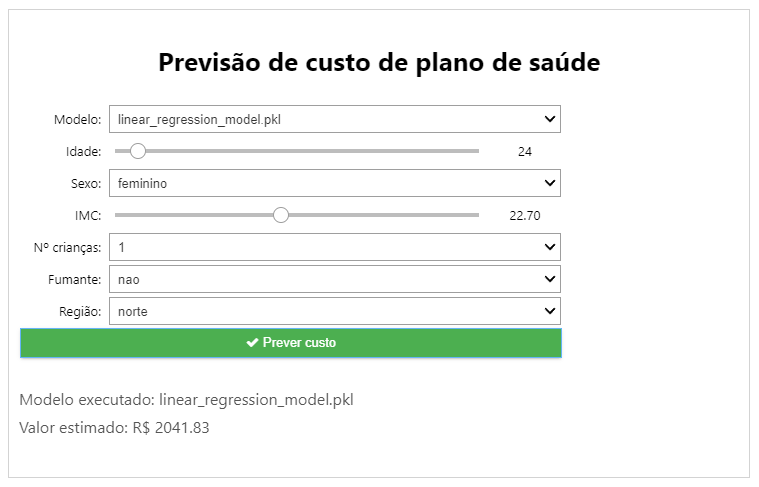 Previsão de custo de plano de saúde
Modelo: linear_regression_model.pkl
Idade: 24
Sexo: feminino
IMC: 22.70
Nº crianças: 1
Fumante: nao
Região: norte
Prever custo
Modelo executado: linear_regression_model.pkl
Valor estimado: R$ 2041.83